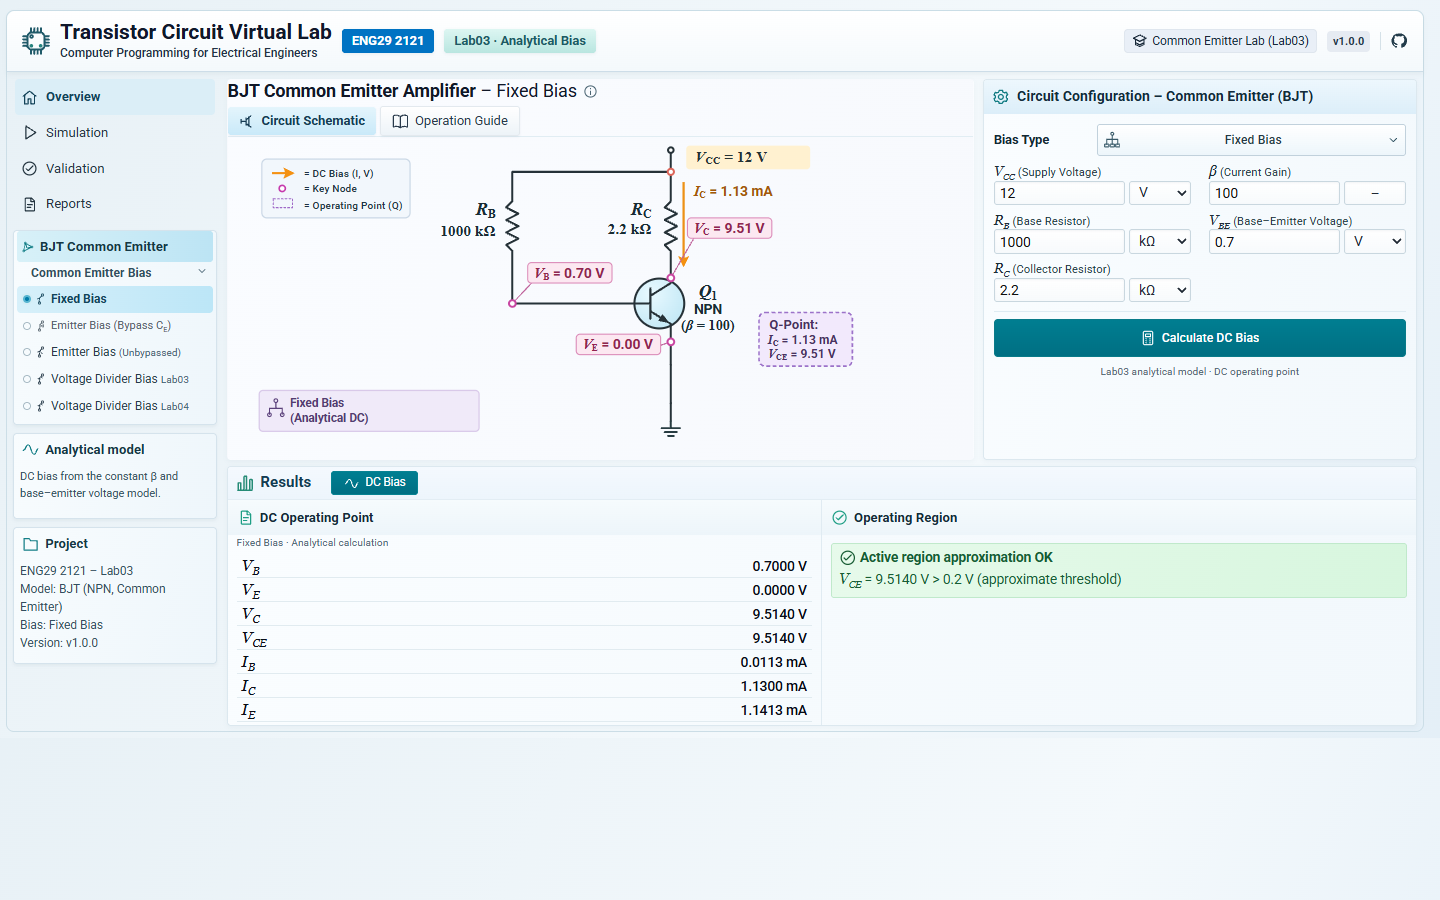 Transistor Circuit Virtual Lab
Computer Programming for Electrical Engineers
ENG29 2121
Lab03 · Analytical Bias
Common Emitter Lab (Lab03)
v1.0.0
Overview
Simulation
Validation
Reports
BJT Common Emitter
Common Emitter Bias
Fixed Bias
Emitter Bias (Bypass CE)
Emitter Bias (Unbypassed)
Voltage Divider Bias Lab03
Voltage Divider Bias Lab04
Analytical model
DC bias from the constant β and
base–emitter voltage model.
Project
ENG29 2121 – Lab03
Model: BJT (NPN, Common
Emitter)
Bias: Fixed Bias
Version: v1.0.0
BJT Common Emitter Amplifier – Fixed Bias
Circuit Schematic
Operation Guide
= DC Bias (I, V)
= Key Node
= Operating Point (Q)
VCC = 12 V
IC = 1.13 mA
RB
1000 kΩ
RC
2.2 kΩ
VC = 9.51 V
VB = 0.70 V
Q1
NPN
(β = 100)
VE = 0.00 V
Q-Point:
IC = 1.13 mA
VCE = 9.51 V
Fixed Bias
(Analytical DC)
Circuit Configuration – Common Emitter (BJT)
Bias Type
Fixed Bias
VCC (Supply Voltage)
12
V
β (Current Gain)
100
–
RB (Base Resistor)
1000
kΩ
VBE (Base–Emitter Voltage)
0.7
V
RC (Collector Resistor)
2.2
kΩ
Calculate DC Bias
Lab03 analytical model · DC operating point
Results
DC Bias
DC Operating Point
Fixed Bias · Analytical calculation
VB 0.7000 V
VE 0.0000 V
VC 9.5140 V
VCE 9.5140 V
IB 0.0113 mA
IC 1.1300 mA
IE 1.1413 mA
Operating Region
Active region approximation OK
VCE = 9.5140 V > 0.2 V (approximate threshold)